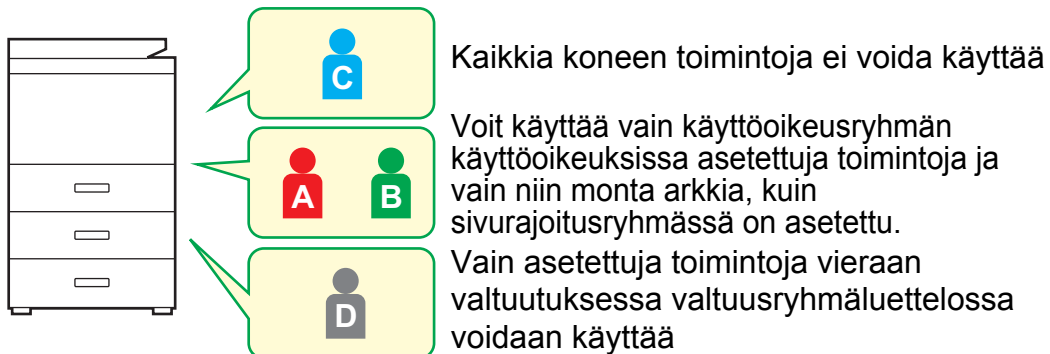 C
Kaikkia koneen toimintoja ei voida käyttää
A B
Voit käyttää vain käyttöoikeusryhmän
käyttöoikeuksissa asetettuja toimintoja ja
vain niin monta arkkia, kuin
sivurajoitusryhmässä on asetettu.
D
Vain asetettuja toimintoja vieraan
valtuutuksessa valtuusryhmäluettelossa
voidaan käyttää